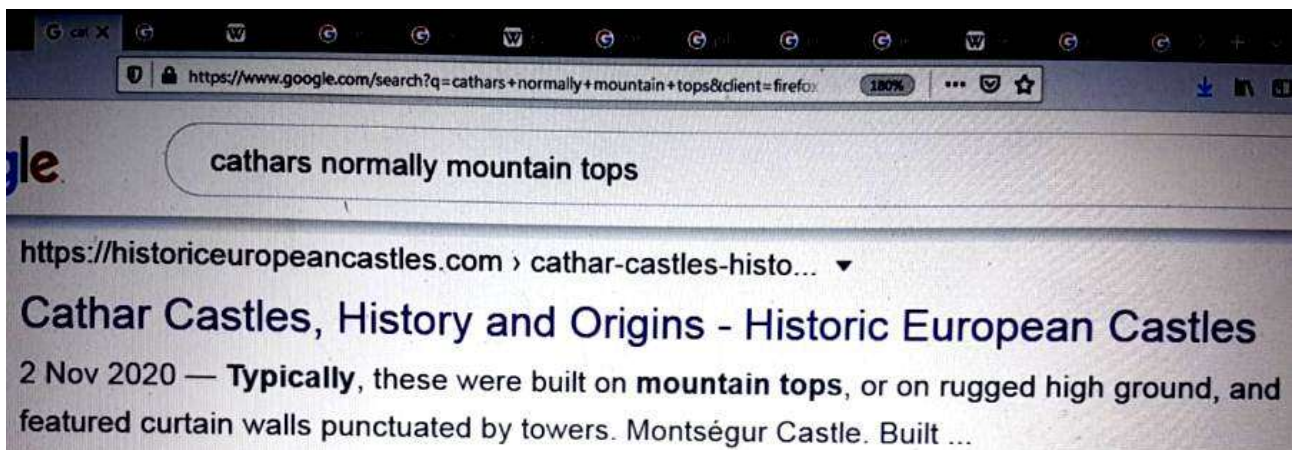 cat
https://www.google.com/search?q=cathars+normally+mountain+tops&client=firefox
180%
gle
cathars normally mountain tops
https://historiceuropeancastles.com › cathar-castles-histo...
Cathar Castles, History and Origins - Historic European Castles
2 Nov 2020 — Typically, these were built on mountain tops, or on rugged high ground, and
featured curtain walls punctuated by towers. Montségur Castle. Built ...